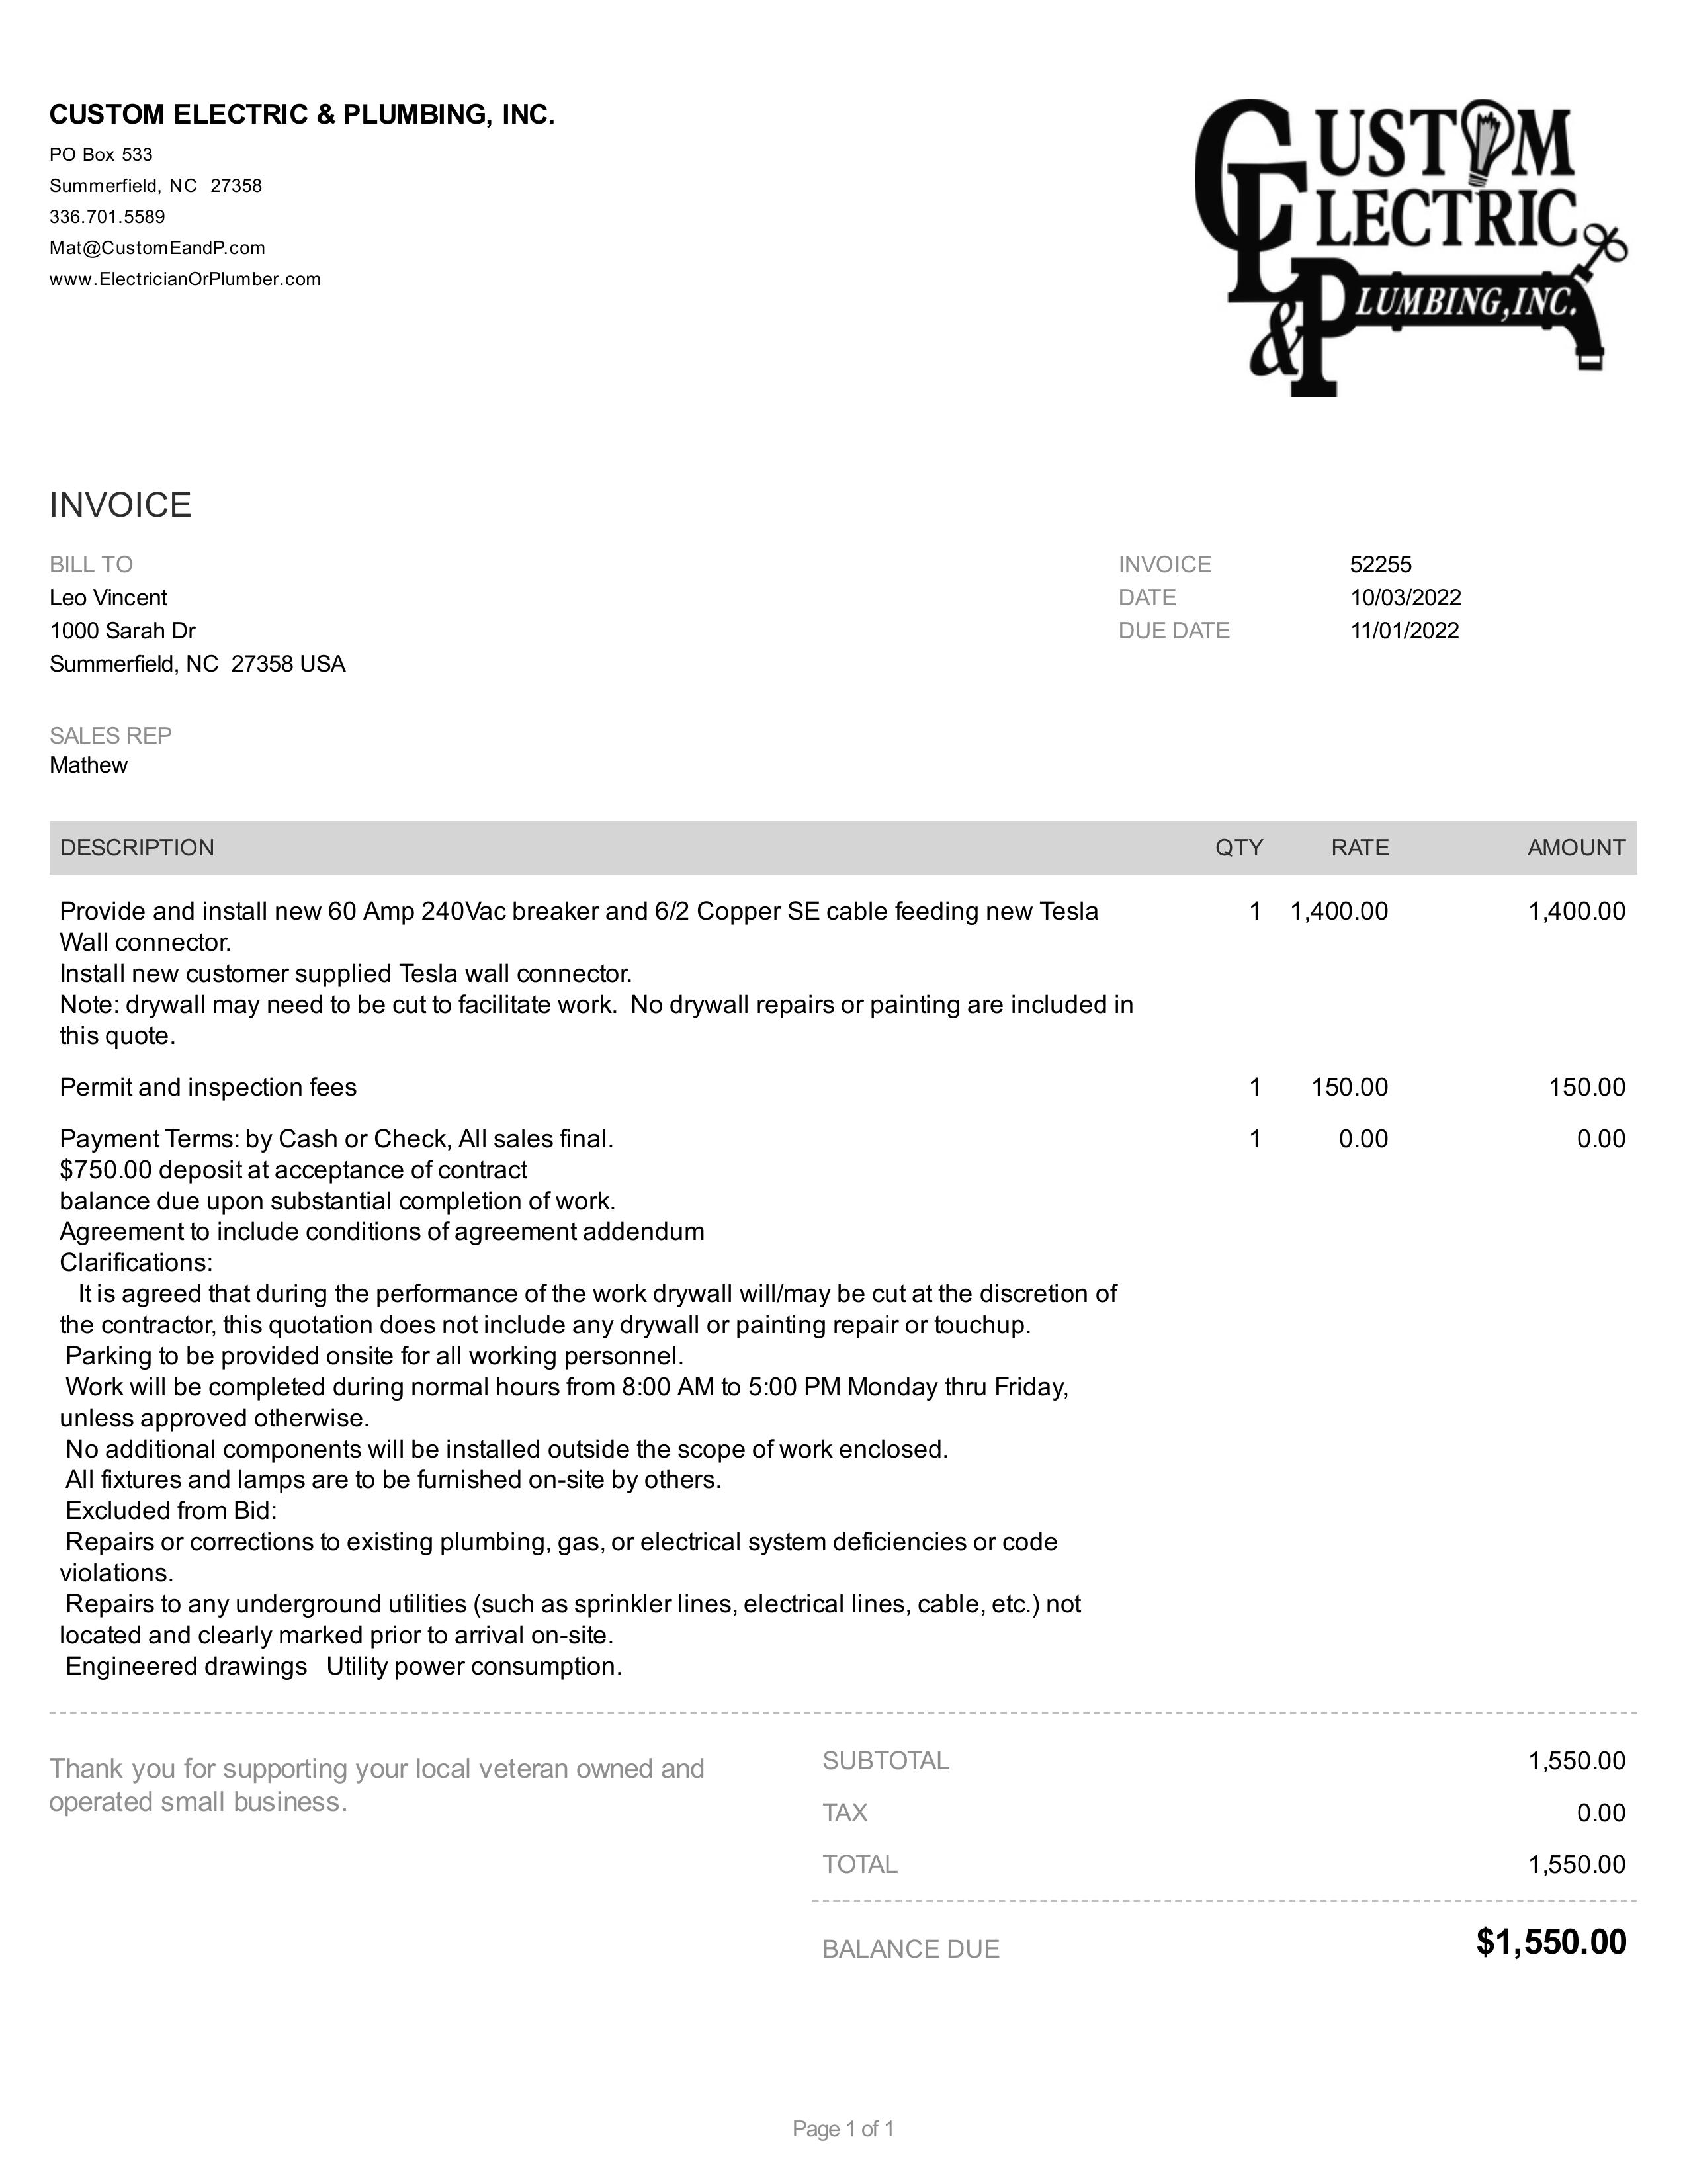 CUSTOM ELECTRIC & PLUMBING, INC.
PO Box 533
Summerfield, NC  27358
336.701.5589
Mat@CustomEandP.com
www.ElectricianOrPlumber.com
CUSTOM
ELECTRIC
& PLUMBING, INC.
INVOICE
BILL TO
Leo Vincent
1000 Sarah Dr
Summerfield, NC  27358 USA
INVOICE 52255
DATE 10/03/2022
DUE DATE 11/01/2022
SALES REP
Mathew
DESCRIPTION QTY RATE AMOUNT
Provide and install new 60 Amp 240Vac breaker and 6/2 Copper SE cable feeding new Tesla 1 1,400.00 1,400.00
Wall connector.
Install new customer supplied Tesla wall connector.
Note: drywall may need to be cut to facilitate work.  No drywall repairs or painting are included in
this quote.
Permit and inspection fees 1 150.00 150.00
Payment Terms: by Cash or Check, All sales final. 1 0.00 0.00
$750.00 deposit at acceptance of contract
balance due upon substantial completion of work.
Agreement to include conditions of agreement addendum
Clarifications:
It is agreed that during the performance of the work drywall will/may be cut at the discretion of
the contractor, this quotation does not include any drywall or painting repair or touchup.
Parking to be provided onsite for all working personnel.
Work will be completed during normal hours from 8:00 AM to 5:00 PM Monday thru Friday,
unless approved otherwise.
No additional components will be installed outside the scope of work enclosed.
All fixtures and lamps are to be furnished on-site by others.
Excluded from Bid:
Repairs or corrections to existing plumbing, gas, or electrical system deficiencies or code
violations.
Repairs to any underground utilities (such as sprinkler lines, electrical lines, cable, etc.) not
located and clearly marked prior to arrival on-site.
Engineered drawings   Utility power consumption.
Thank you for supporting your local veteran owned and
operated small business.
SUBTOTAL 1,550.00
TAX 0.00
TOTAL 1,550.00
BALANCE DUE $1,550.00
Page 1 of 1